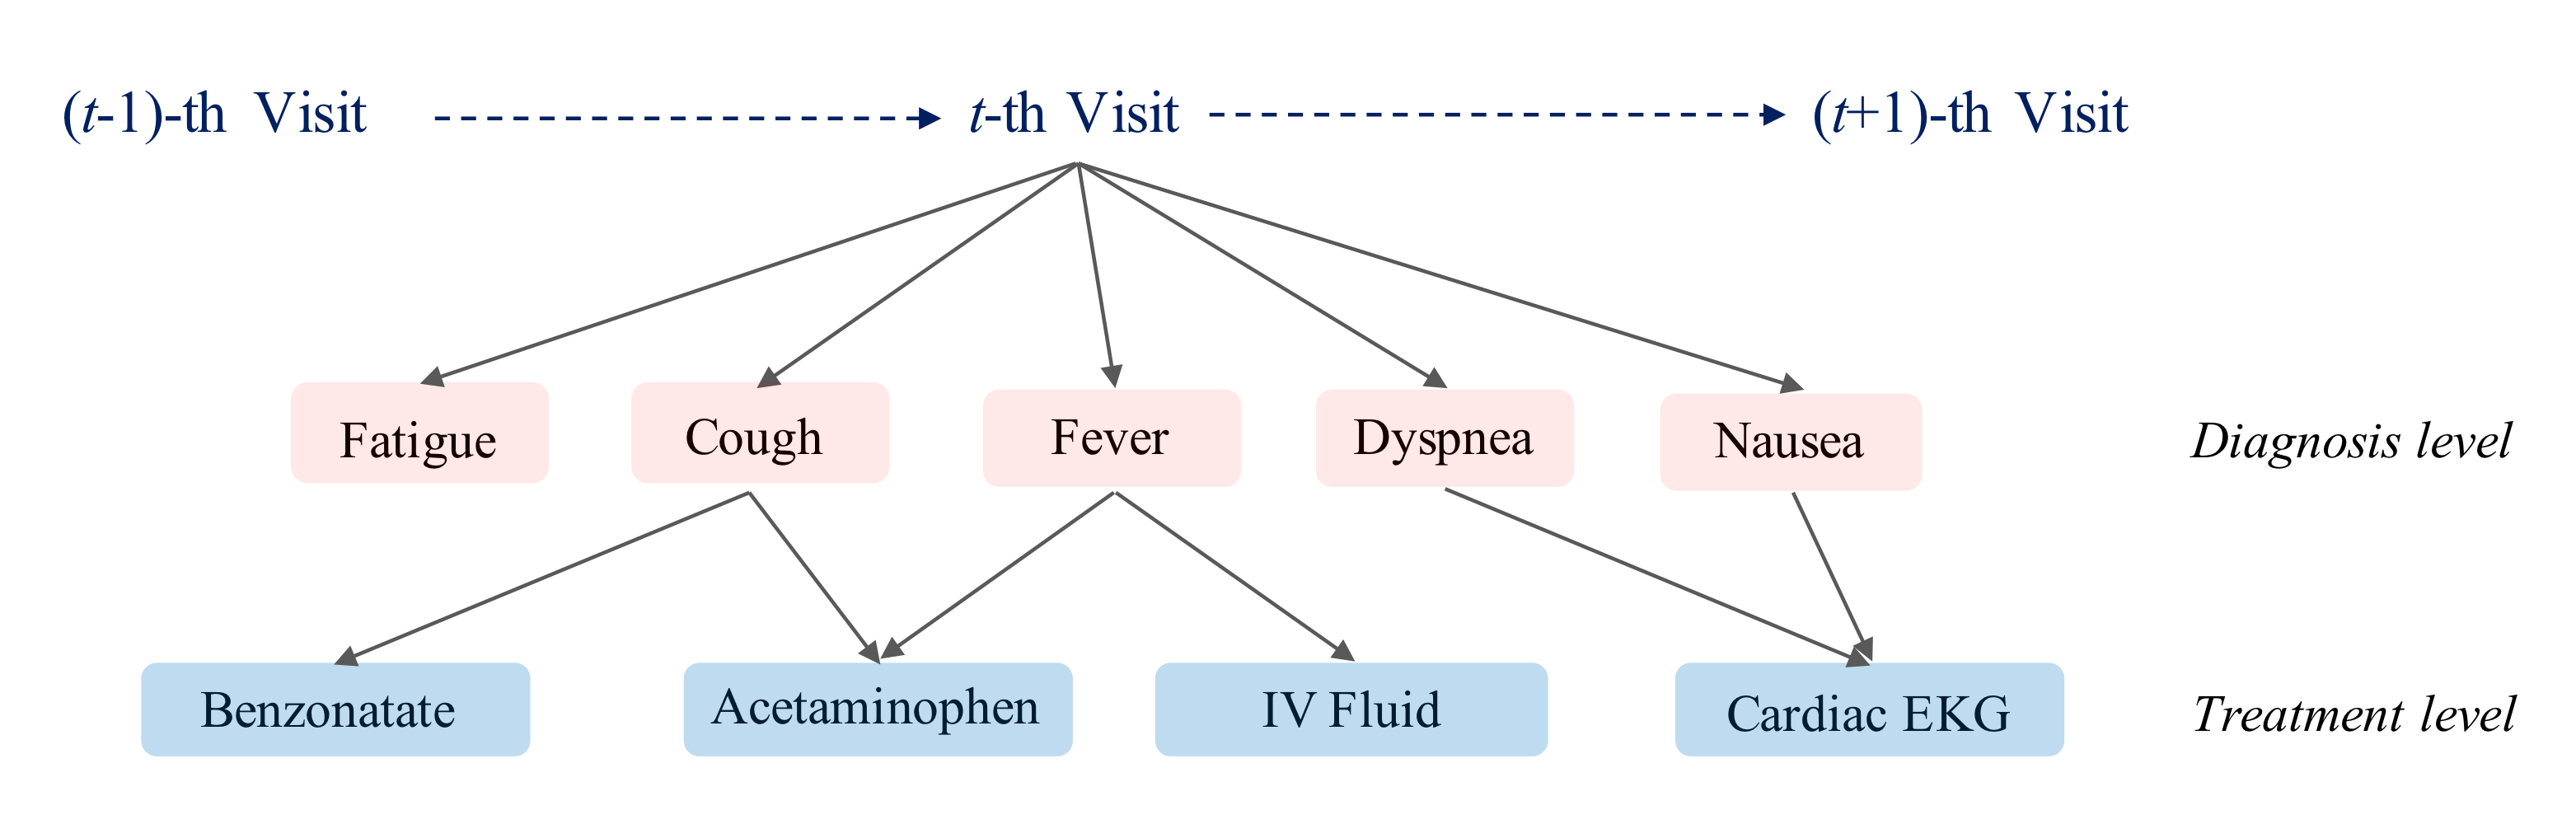 (t-1)-th Visit
t-th Visit
(t+1)-th Visit
Fatigue
Cough
Fever
Dyspnea
Nausea
Diagnosis level
Benzonatate
Acetaminophen
IV Fluid
Cardiac EKG
Treatment level